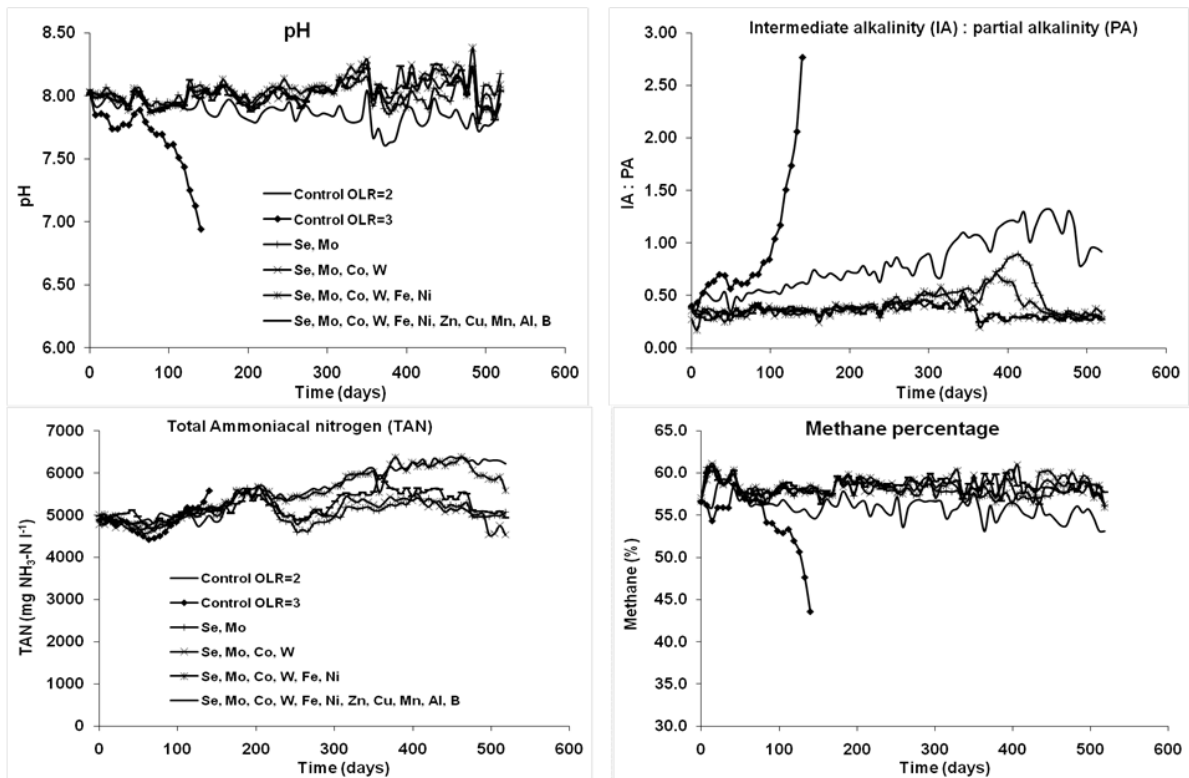 pH
8.50
8.00
7.50
7.00
6.50
6.00
pH
0 100 200 300 400 500 600
Time (days)
Control OLR=2
Control OLR=3
Se, Mo
Se, Mo, Co, W
Se, Mo, Co, W, Fe, Ni
Se, Mo, Co, W, Fe, Ni, Zn, Cu, Mn, Al, B
Intermediate alkalinity (IA) : partial alkalinity (PA)
3.00
2.50
2.00
1.50
1.00
0.50
0.00
IA : PA
0 100 200 300 400 500 600
Time (days)
Total Ammoniacal nitrogen (TAN)
7000
6000
5000
4000
3000
2000
1000
0
TAN (mg NH₃-N l⁻¹)
0 100 200 300 400 500 600
Time (days)
Control OLR=2
Control OLR=3
Se, Mo
Se, Mo, Co, W
Se, Mo, Co, W, Fe, Ni
Se, Mo, Co, W, Fe, Ni, Zn, Cu, Mn, Al, B
Methane percentage
65.0
60.0
55.0
50.0
45.0
40.0
35.0
30.0
Methane (%)
0 100 200 300 400 500 600
Time (days)